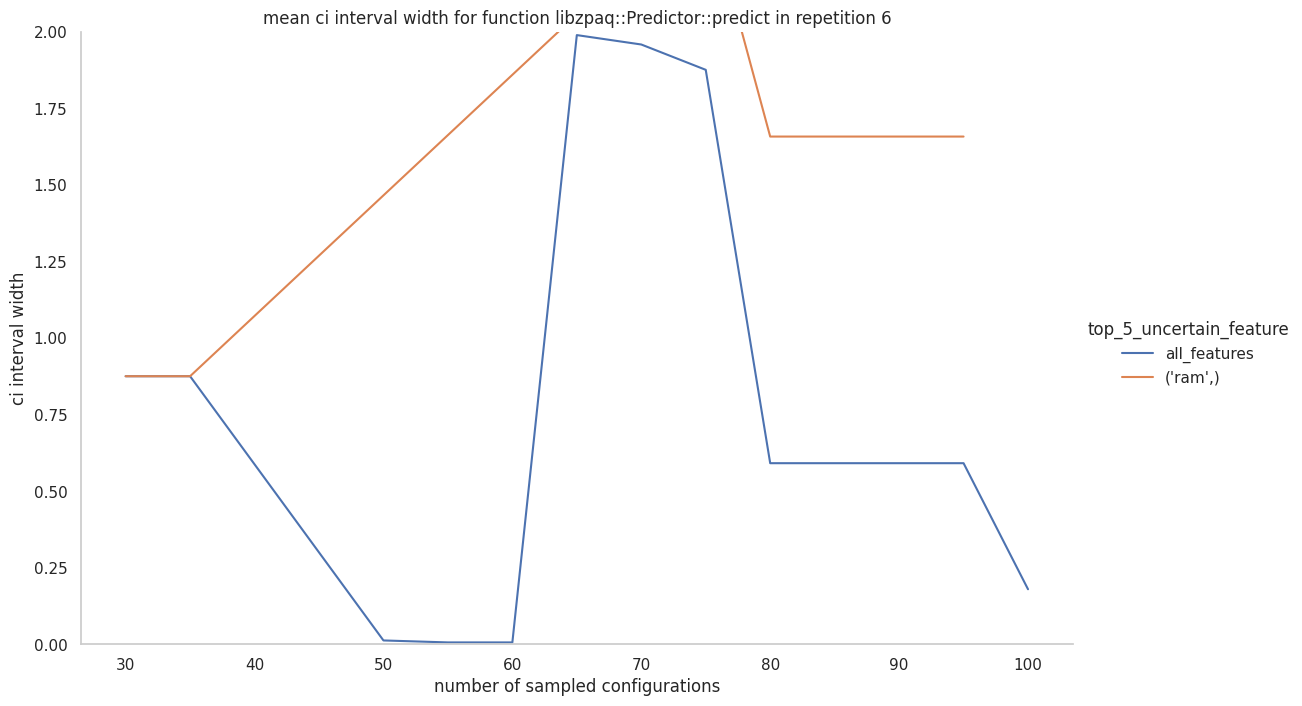 mean ci interval width for function libzpaq::Predictor::predict in repetition 6
2.00
1.75
1.50
1.25
1.00
0.75
0.50
0.25
0.00
ci interval width
30 40 50 60 70 80 90 100
number of sampled configurations
top_5_uncertain_feature
all_features
('ram',)